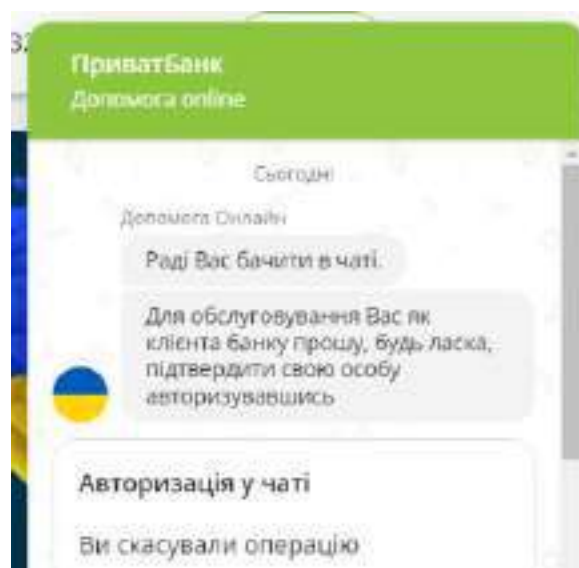 ПриватБанк
Допомога online
Сьогодні
Допомога Онлайн
Раді Вас бачити в чаті.
Для обслуговування Вас як
клієнта банку прошу, будь ласка,
підтвердити свою особу
авторизувавшись
Авторизація у чаті
Ви скасували операцію